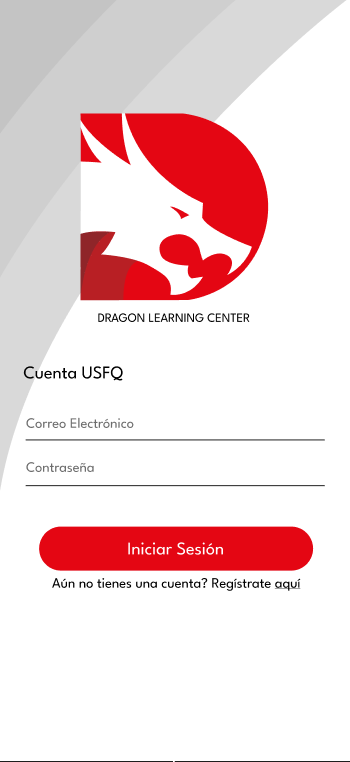 DRAGON LEARNING CENTER
Cuenta USFQ
Correo Electrónico
Contraseña
Iniciar Sesión
Aún no tienes una cuenta? Regístrate aquí